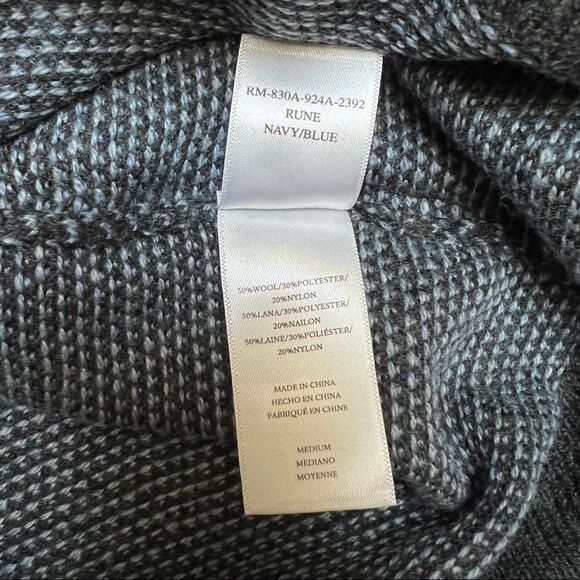 RM-830A-924A-2392
RUNE
NAVY/BLUE
50%WOOL/30%POLYESTER/
20%NYLON
50%LANA/30%POLYESTER/
20%NAILON
50%LAINE/30%POLIÉSTER/
20%NYLON
MADE IN CHINA
HECHO EN CHINA
FABRIQUÉ EN CHINE
MEDIUM
MEDIANO
MOYENNE